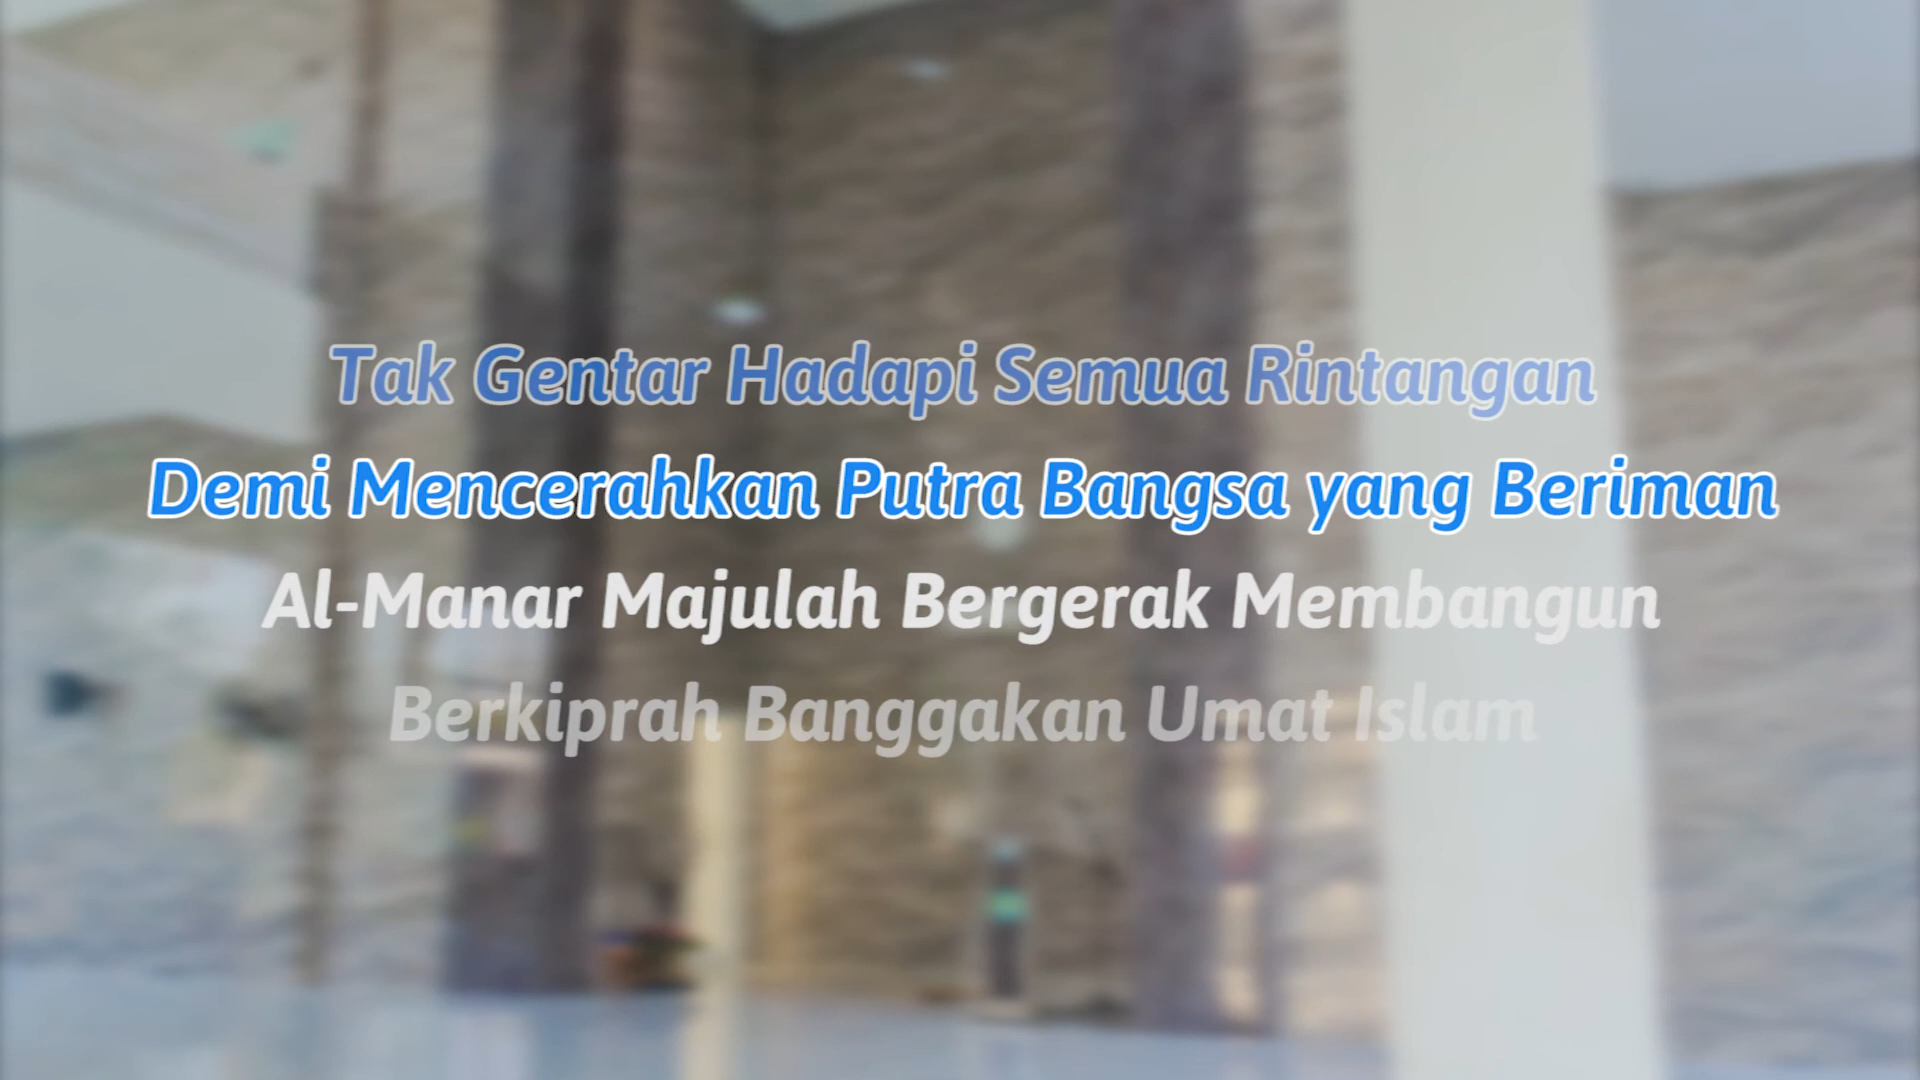 Tak Gentar Hadapi Semua Rintangan
Demi Mencerahkan Putra Bangsa yang Beriman
Al-Manar Majulah Bergerak Membangun
Berkiprah Banggakan Umat Islam